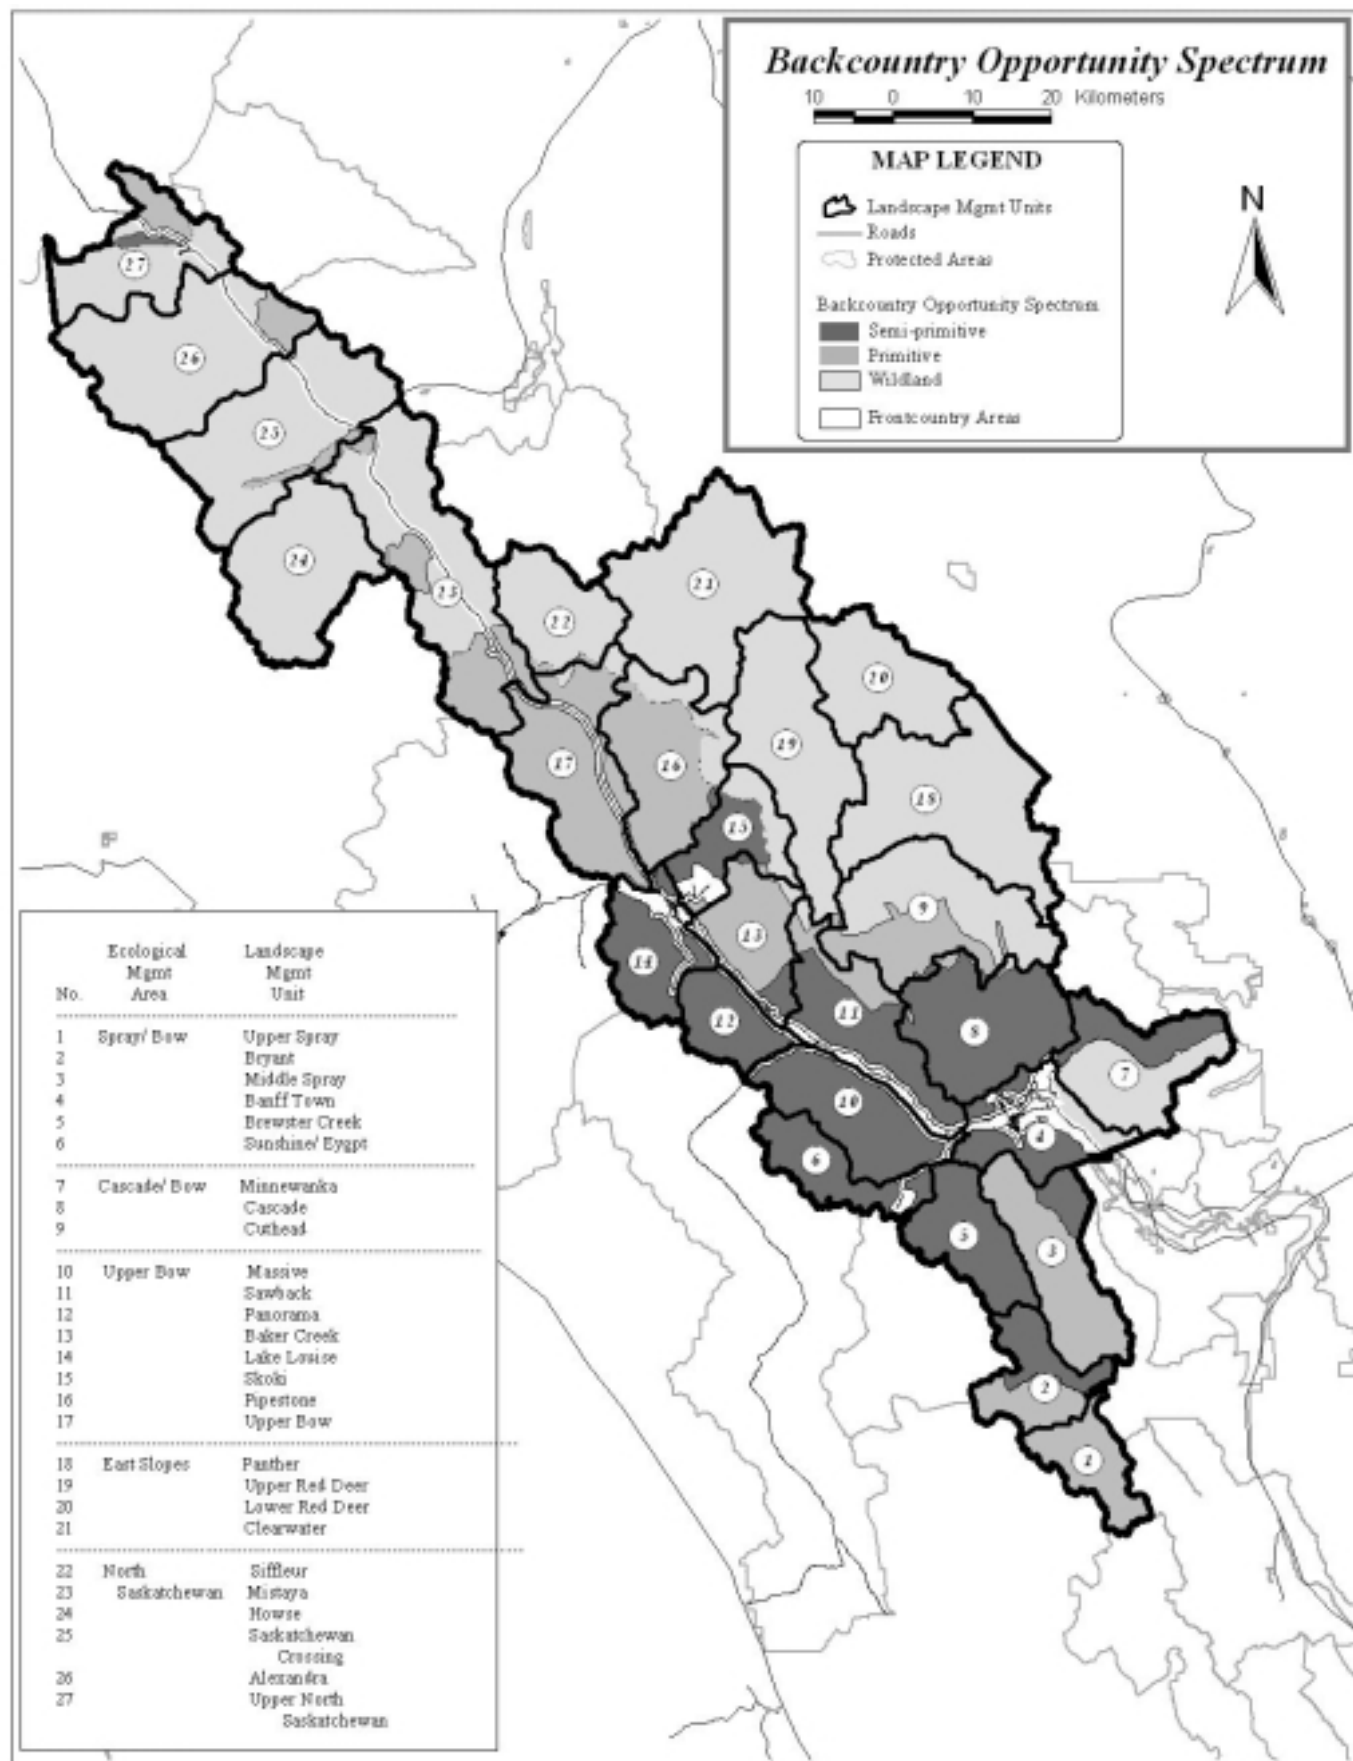 Backcountry Opportunity Spectrum
10 0 10 20 Kilometers
MAP LEGEND
Landscape Mgmt Units
Roads
Protected Areas
Backcountry Opportunity Spectrum
Semi-primitive
Primitive
Wildland
Frontcountry Areas
N
27
26
25
24
23
22
21
20
19
17
16
18
15
9
13
14
11
12
8
7
10
4
6
5
3
2
1
Ecological Landscape
Mgmt Mgmt
No. Area Unit
1 Spray/ Bow Upper Spray
2 Bryant
3 Middle Spray
4 Banff Town
5 Brewster Creek
6 Sunshine/ Eygpt
7 Cascade/ Bow Minnewanka
8 Cascade
9 Cuthead
10 Upper Bow Massive
11 Sawback
12 Panorama
13 Baker Creek
14 Lake Louise
15 Skoki
16 Pipestone
17 Upper Bow
18 East Slopes Panther
19 Upper Red Deer
20 Lower Red Deer
21 Clearwater
22 North Siffleur
23 Saskatchewan Mistaya
24 Howse
25 Saskatchewan
Crossing
26 Alexandra
27 Upper North
Saskatchewan